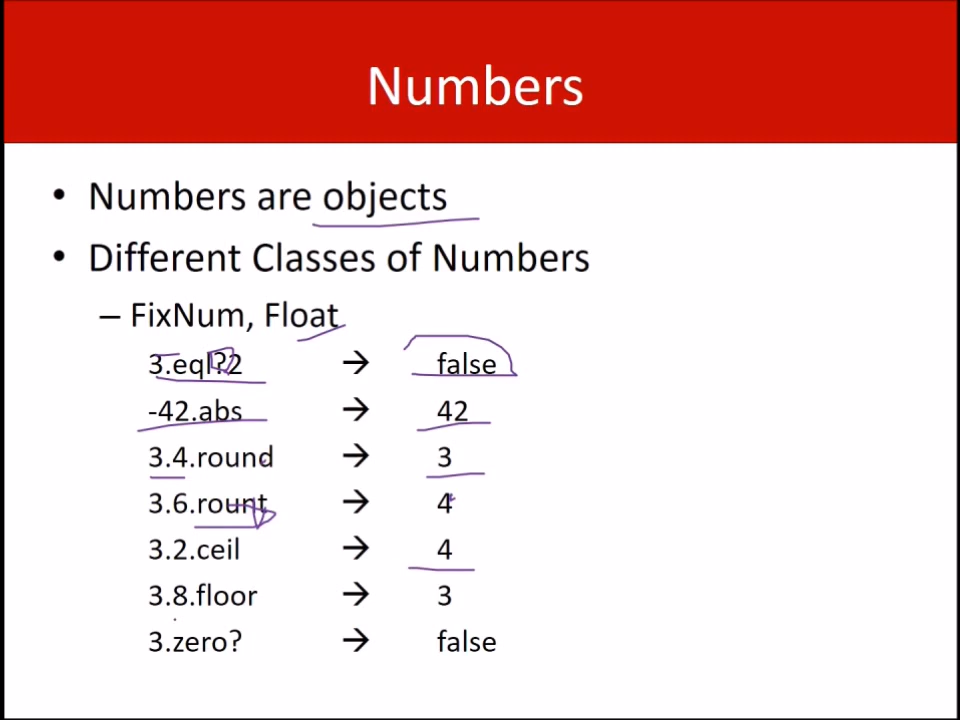 Numbers
• Numbers are objects
• Different Classes of Numbers
– FixNum, Float
3.eql?2 → false
-42.abs → 42
3.4.round → 3
3.6.rount → 4
3.2.ceil → 4
3.8.floor → 3
3.zero? → false